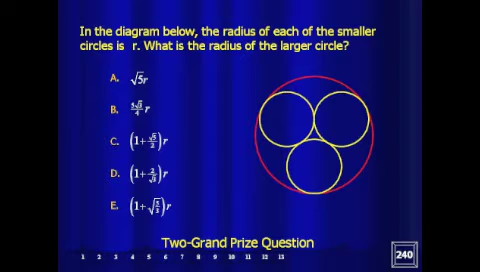 In the diagram below, the radius of each of the smaller
circles is r. What is the radius of the larger circle?
A. √5r
C. (1+√5/2)r
D. (1+2/√3)r
E. (1+√(5/3))r
Two-Grand Prize Question
1 2 3 4 5 6 7 8 9 10 11 12 13
240